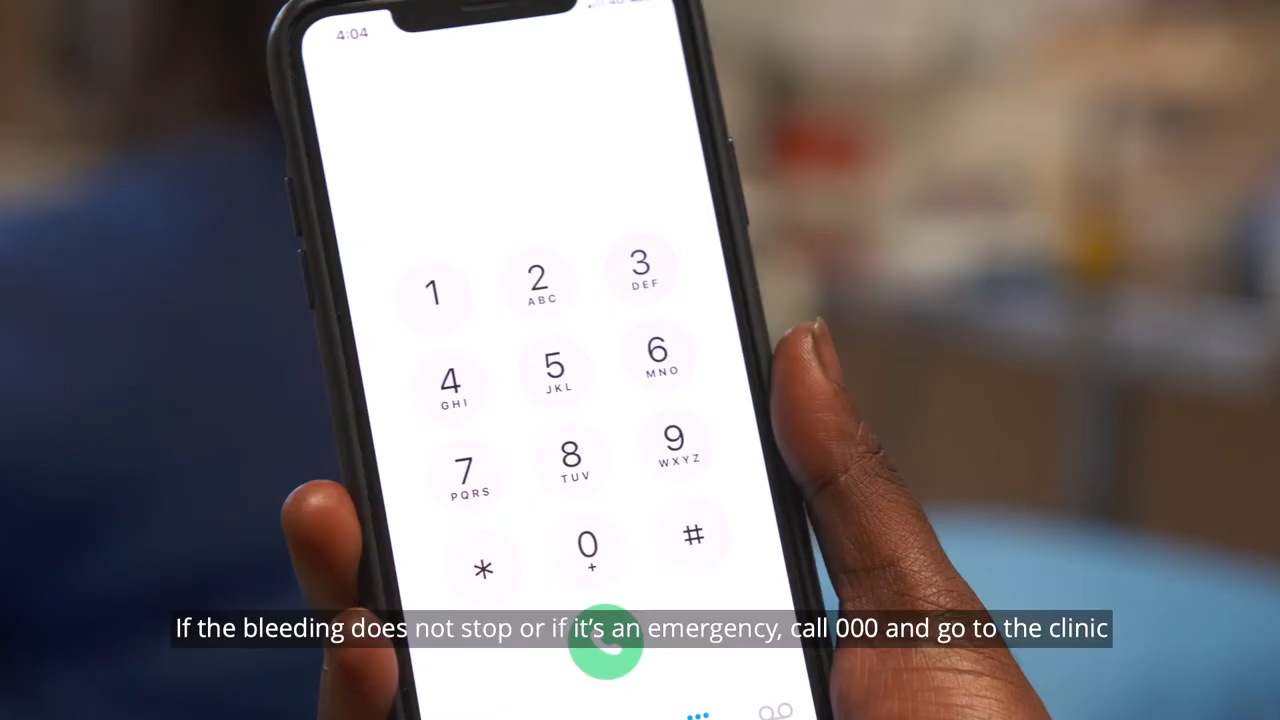 4:04
1
2
ABC
3
DEF
4
GHI
5
JKL
6
MNO
7
PQRS
8
TUV
9
WXYZ
*
0
+
#
If the bleeding does not stop or if it’s an emergency, call 000 and go to the clinic